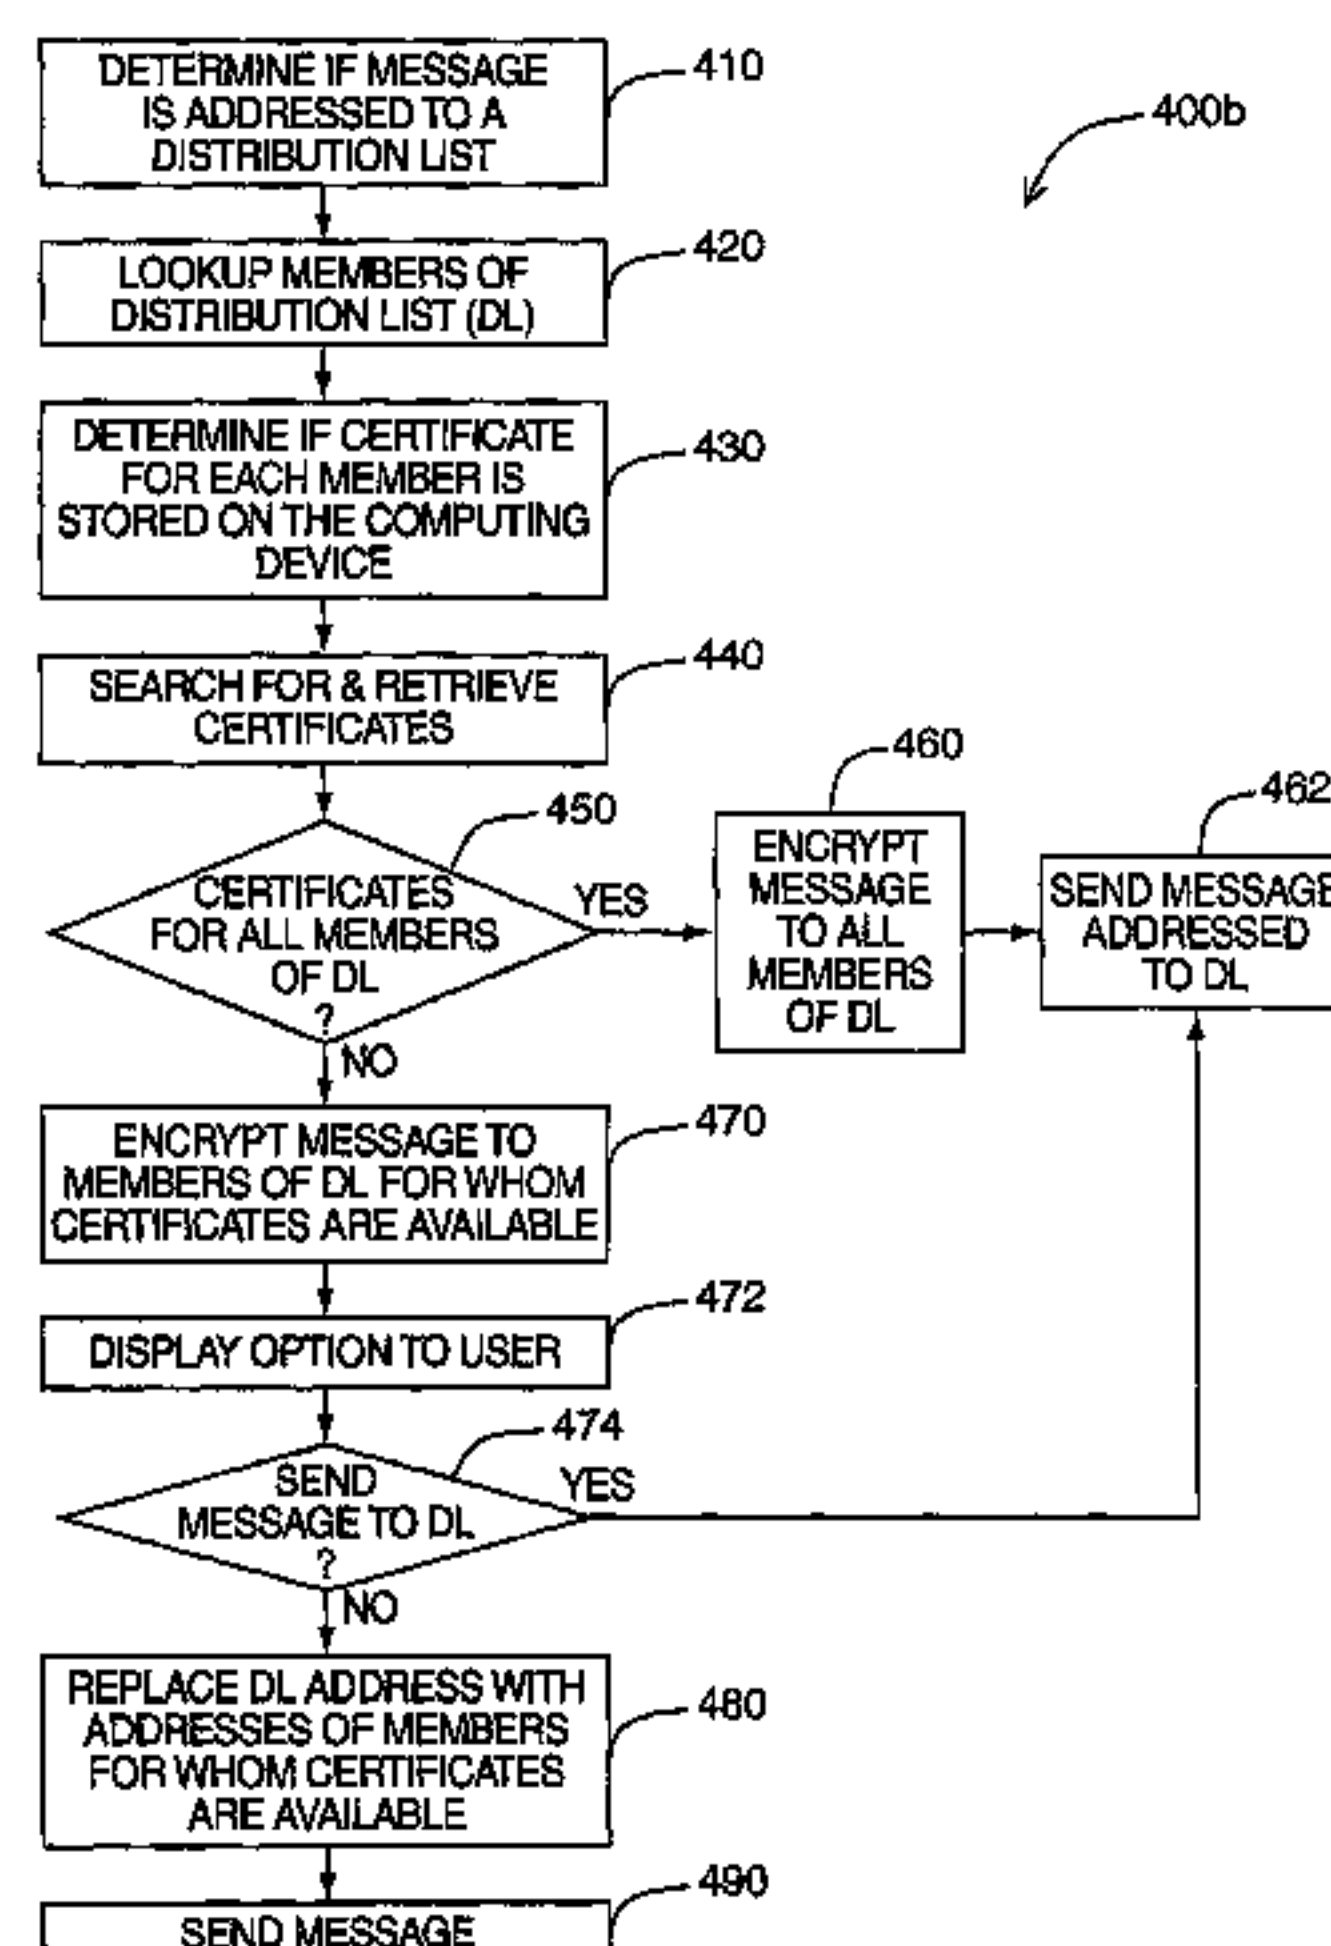 DETERMINE IF MESSAGE
IS ADDRESSED TO A
DISTRIBUTION LIST
410
400b
LOOKUP MEMBERS OF
DISTRIBUTION LIST (DL)
420
DETERMINE IF CERTIFICATE
FOR EACH MEMBER IS
STORED ON THE COMPUTING
DEVICE
430
SEARCH FOR & RETRIEVE
CERTIFICATES
440
CERTIFICATES
FOR ALL MEMBERS
OF DL
?
450
YES
NO
ENCRYPT
MESSAGE
TO ALL
MEMBERS
OF DL
460
SEND MESSAGE
ADDRESSED
TO DL
462
ENCRYPT MESSAGE TO
MEMBERS OF DL FOR WHOM
CERTIFICATES ARE AVAILABLE
470
DISPLAY OPTION TO USER
472
SEND
MESSAGE TO DL
?
474
YES
NO
REPLACE DL ADDRESS WITH
ADDRESSES OF MEMBERS
FOR WHOM CERTIFICATES
ARE AVAILABLE
480
SEND MESSAGE
490